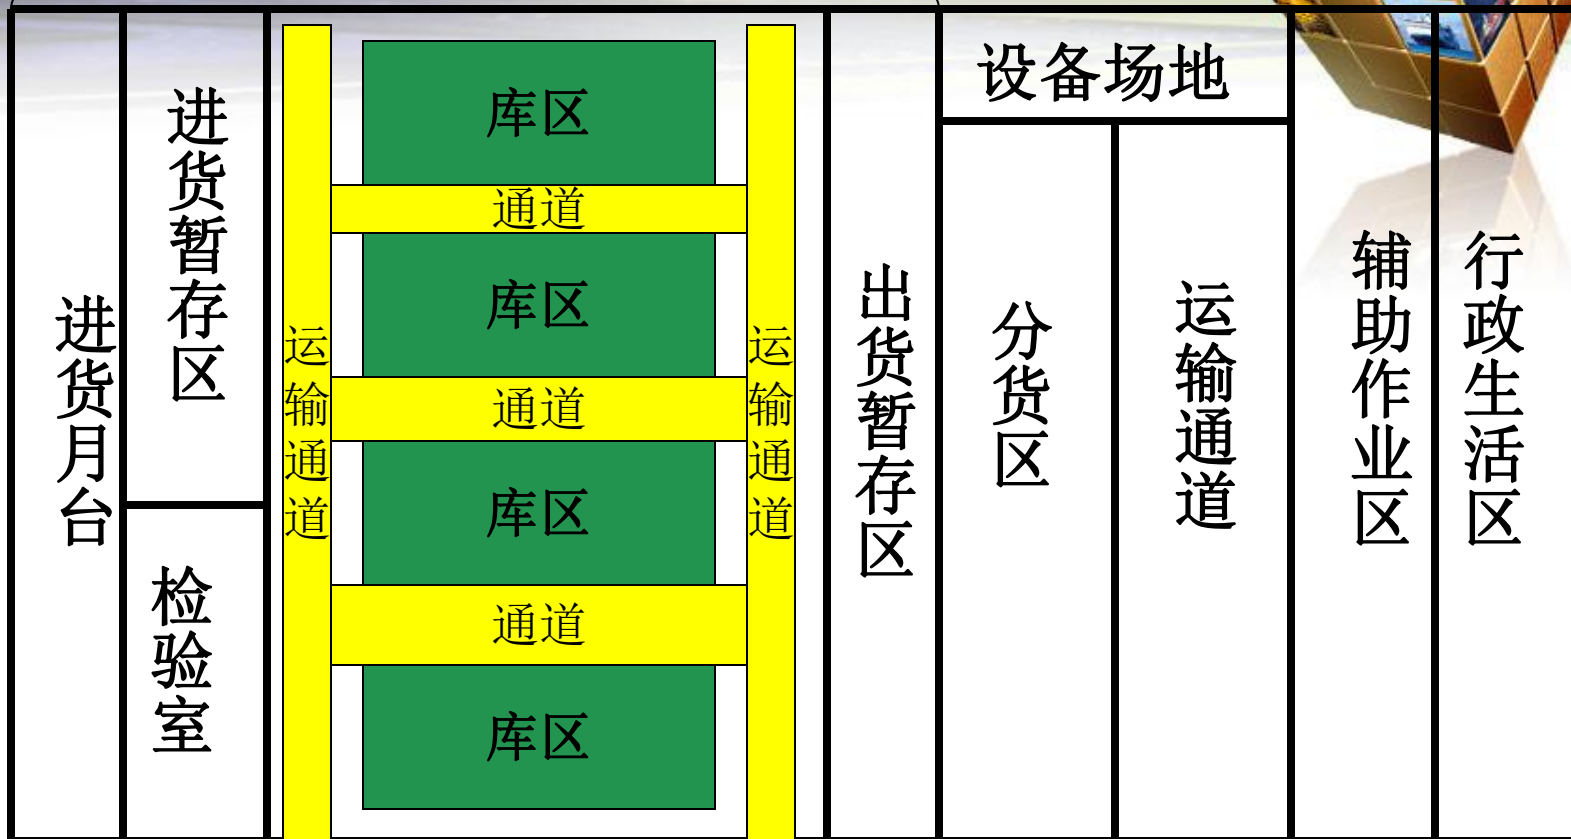 进货月台
进货暂存区
检验室
运输通道
库区
通道
库区
通道
库区
通道
库区
运输通道
出货暂存区
设备场地
分货区
运输通道
辅助作业区
行政生活区